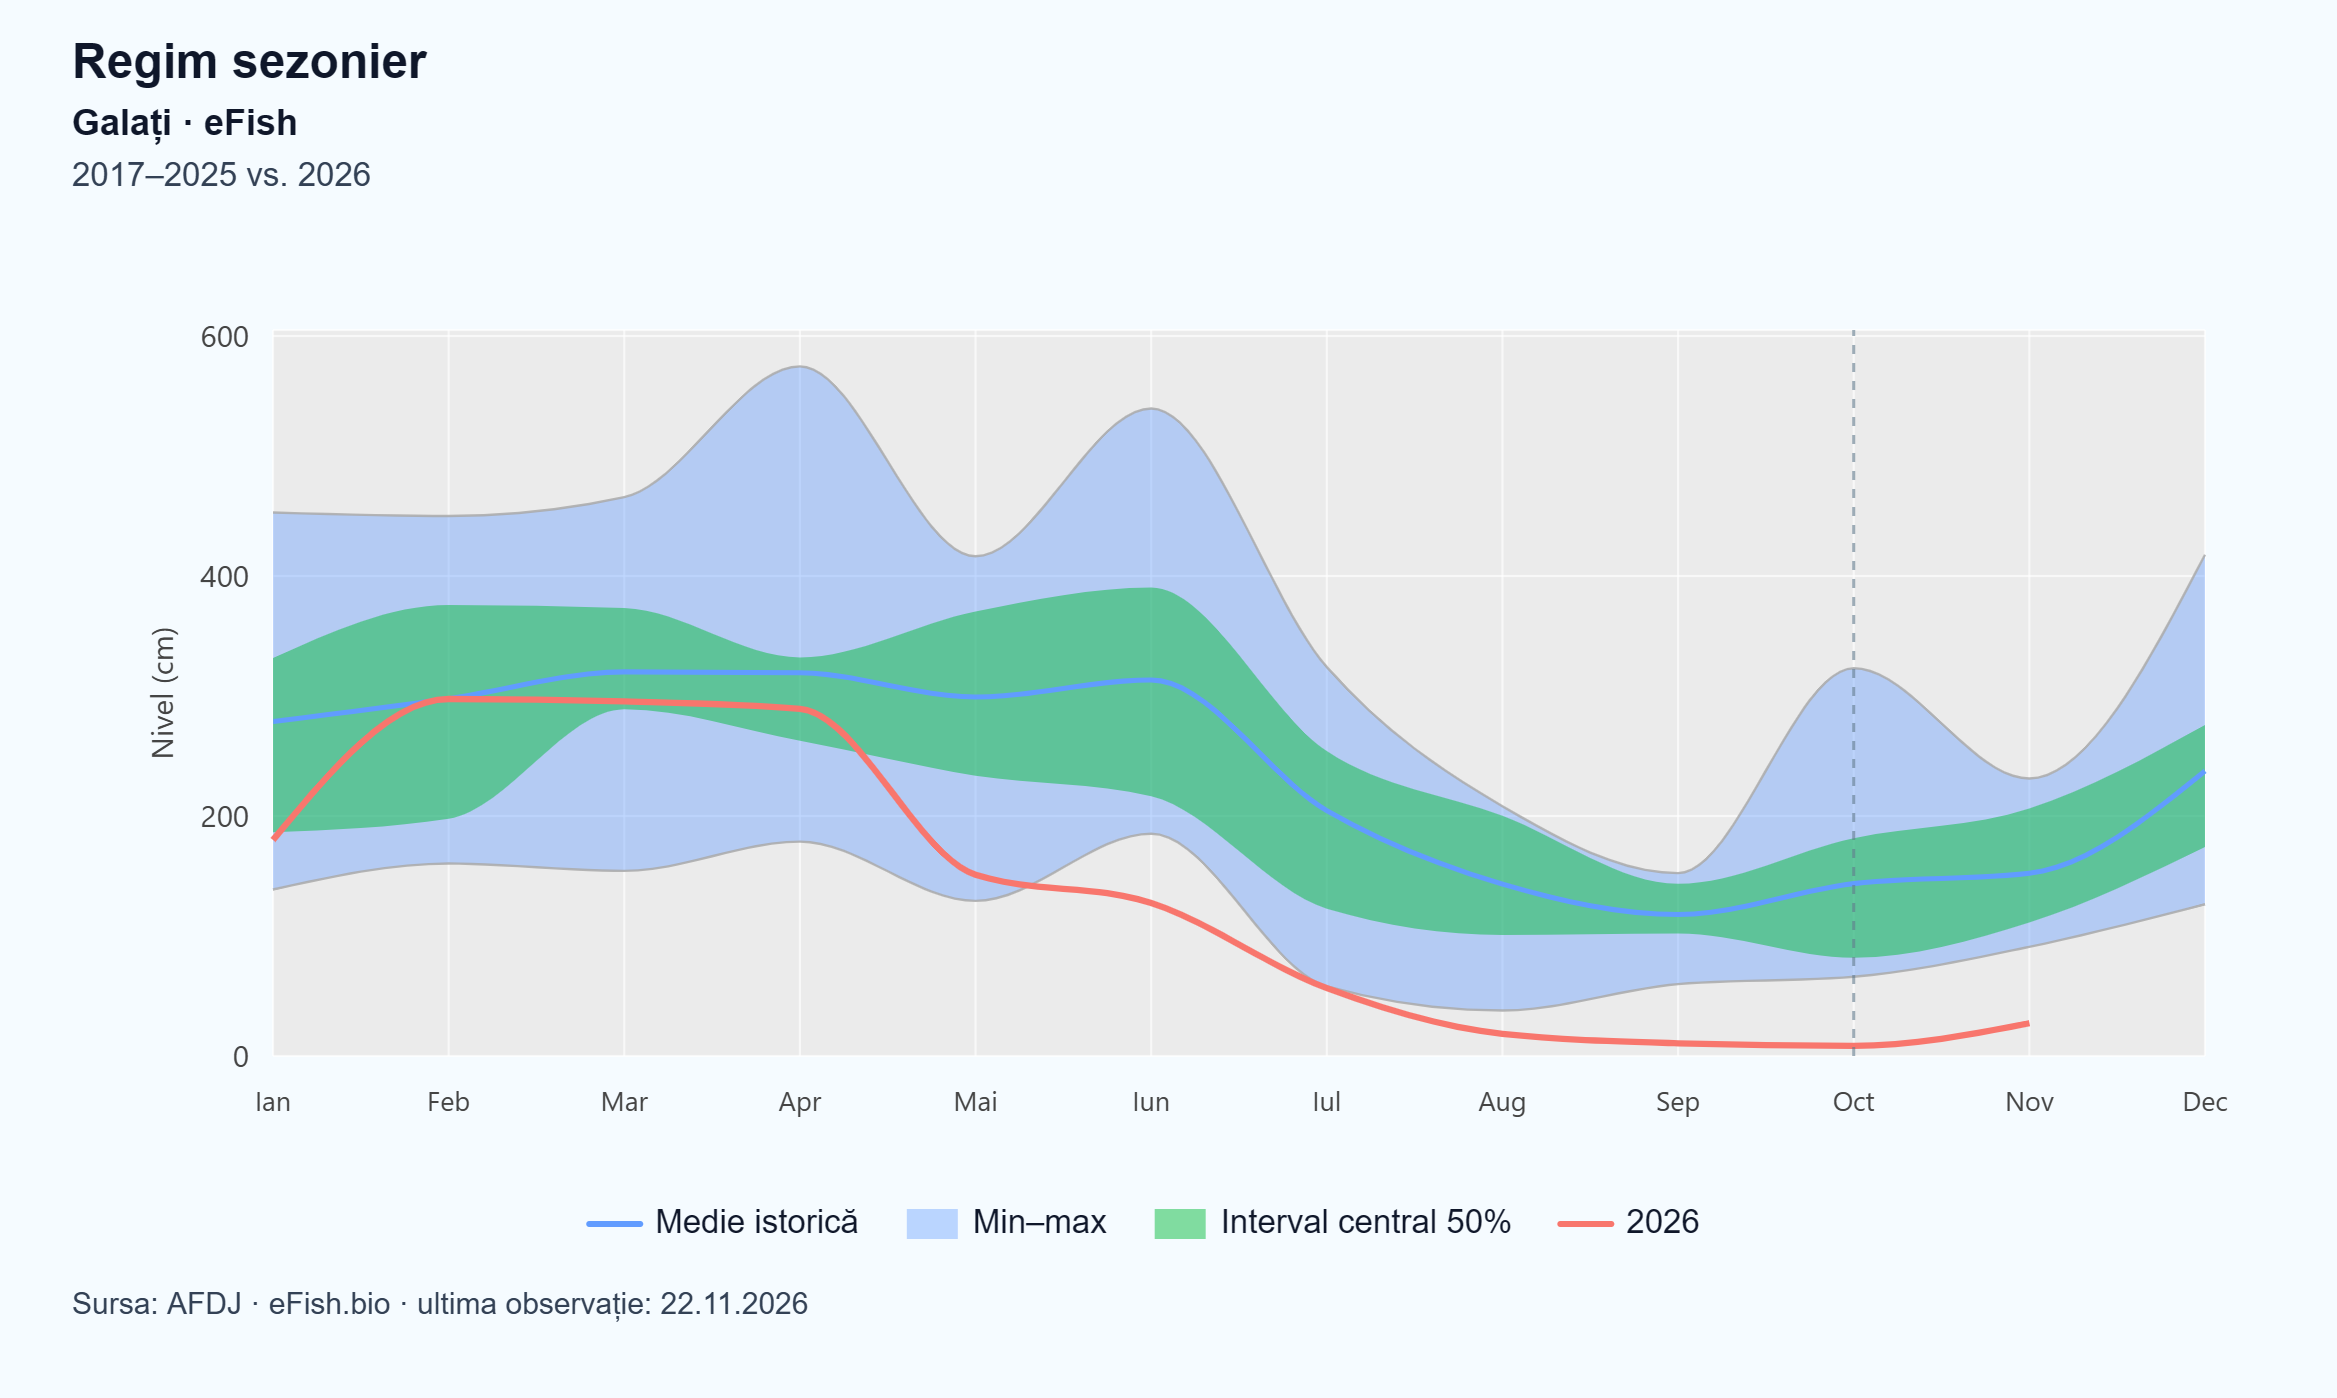 Regim sezonier
Galați · eFish
2017–2025 vs. 2026
600
400
200
0
Nivel (cm)
Ian Feb Mar Apr Mai Iun Iul Aug Sep Oct Nov Dec
Medie istorică Min–max Interval central 50% 2026
Sursa: AFDJ · eFish.bio · ultima observație: 22.11.2026